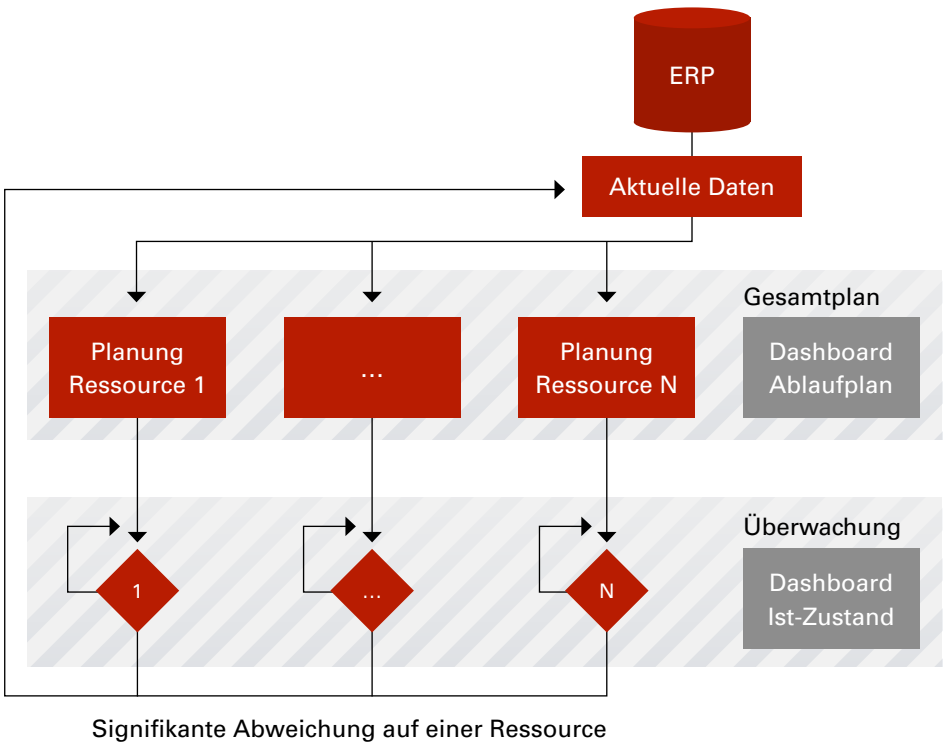 ERP
Aktuelle Daten
Gesamtplan
Planung
Ressource 1
...
Planung
Ressource N
Dashboard
Ablaufplan
Überwachung
1
...
N
Dashboard
Ist-Zustand
Signifikante Abweichung auf einer Ressource